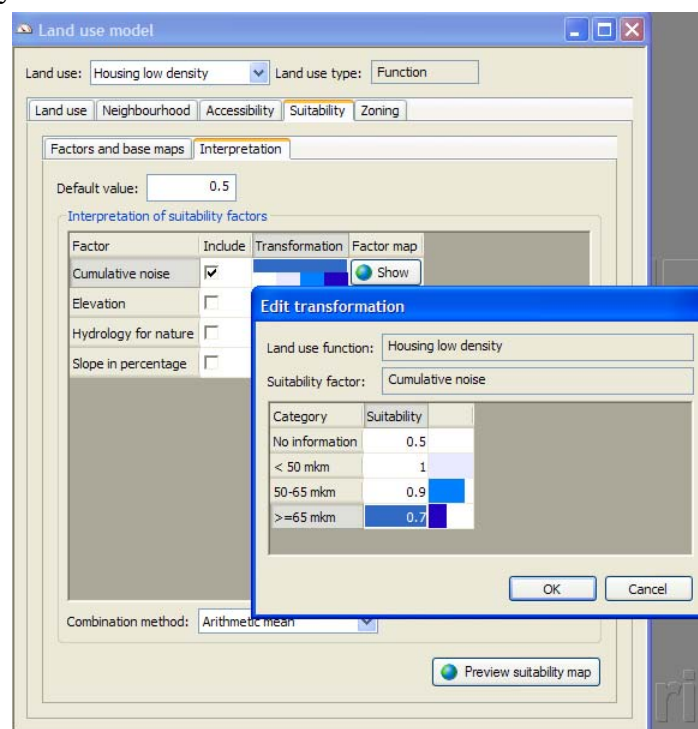 y
Land use model
Land use: Housing low density Land use type: Function
Land use Neighbourhood Accessibility Suitability Zoning
Factors and base maps Interpretation
Default value: 0.5
Interpretation of suitability factors
Factor Include Transformation Factor map
Cumulative noise Show
Elevation
Hydrology for nature
Slope in percentage
Edit transformation
Land use function: Housing low density
Suitability factor: Cumulative noise
Category Suitability
No information 0.5
< 50 mkm 1
50-65 mkm 0.9
>=65 mkm 0.7
OK Cancel
Combination method: Arithmetic mean
Preview suitability map
ri